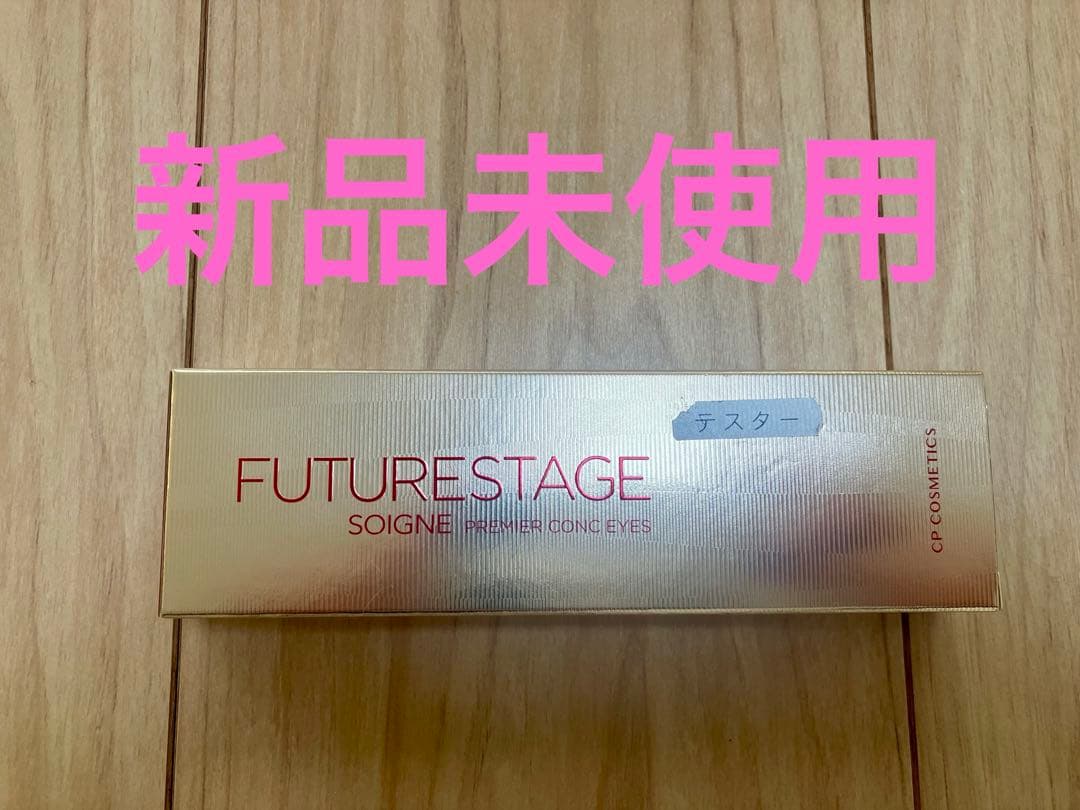 新品未使用
テスター
FUTURESTAGE
SOIGNE PREMIER CONC EYES
CP COSMETICS